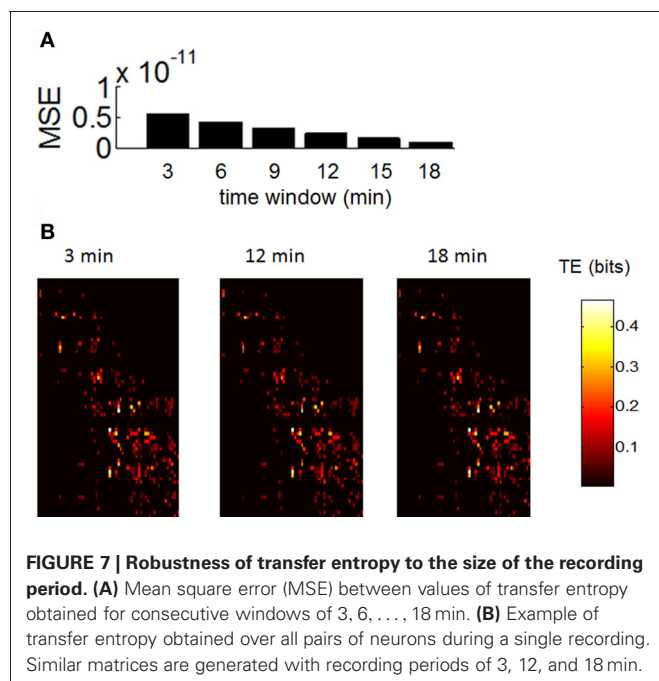 A
1 x 10^-11
0.5
0
MSE
3 6 9 12 15 18
time window (min)
B
3 min 12 min 18 min
TE (bits)
0.4
0.3
0.2
0.1
FIGURE 7 | Robustness of transfer entropy to the size of the recording
period. (A) Mean square error (MSE) between values of transfer entropy
obtained for consecutive windows of 3, 6, . . . , 18 min. (B) Example of
transfer entropy obtained over all pairs of neurons during a single recording.
Similar matrices are generated with recording periods of 3, 12, and 18 min.